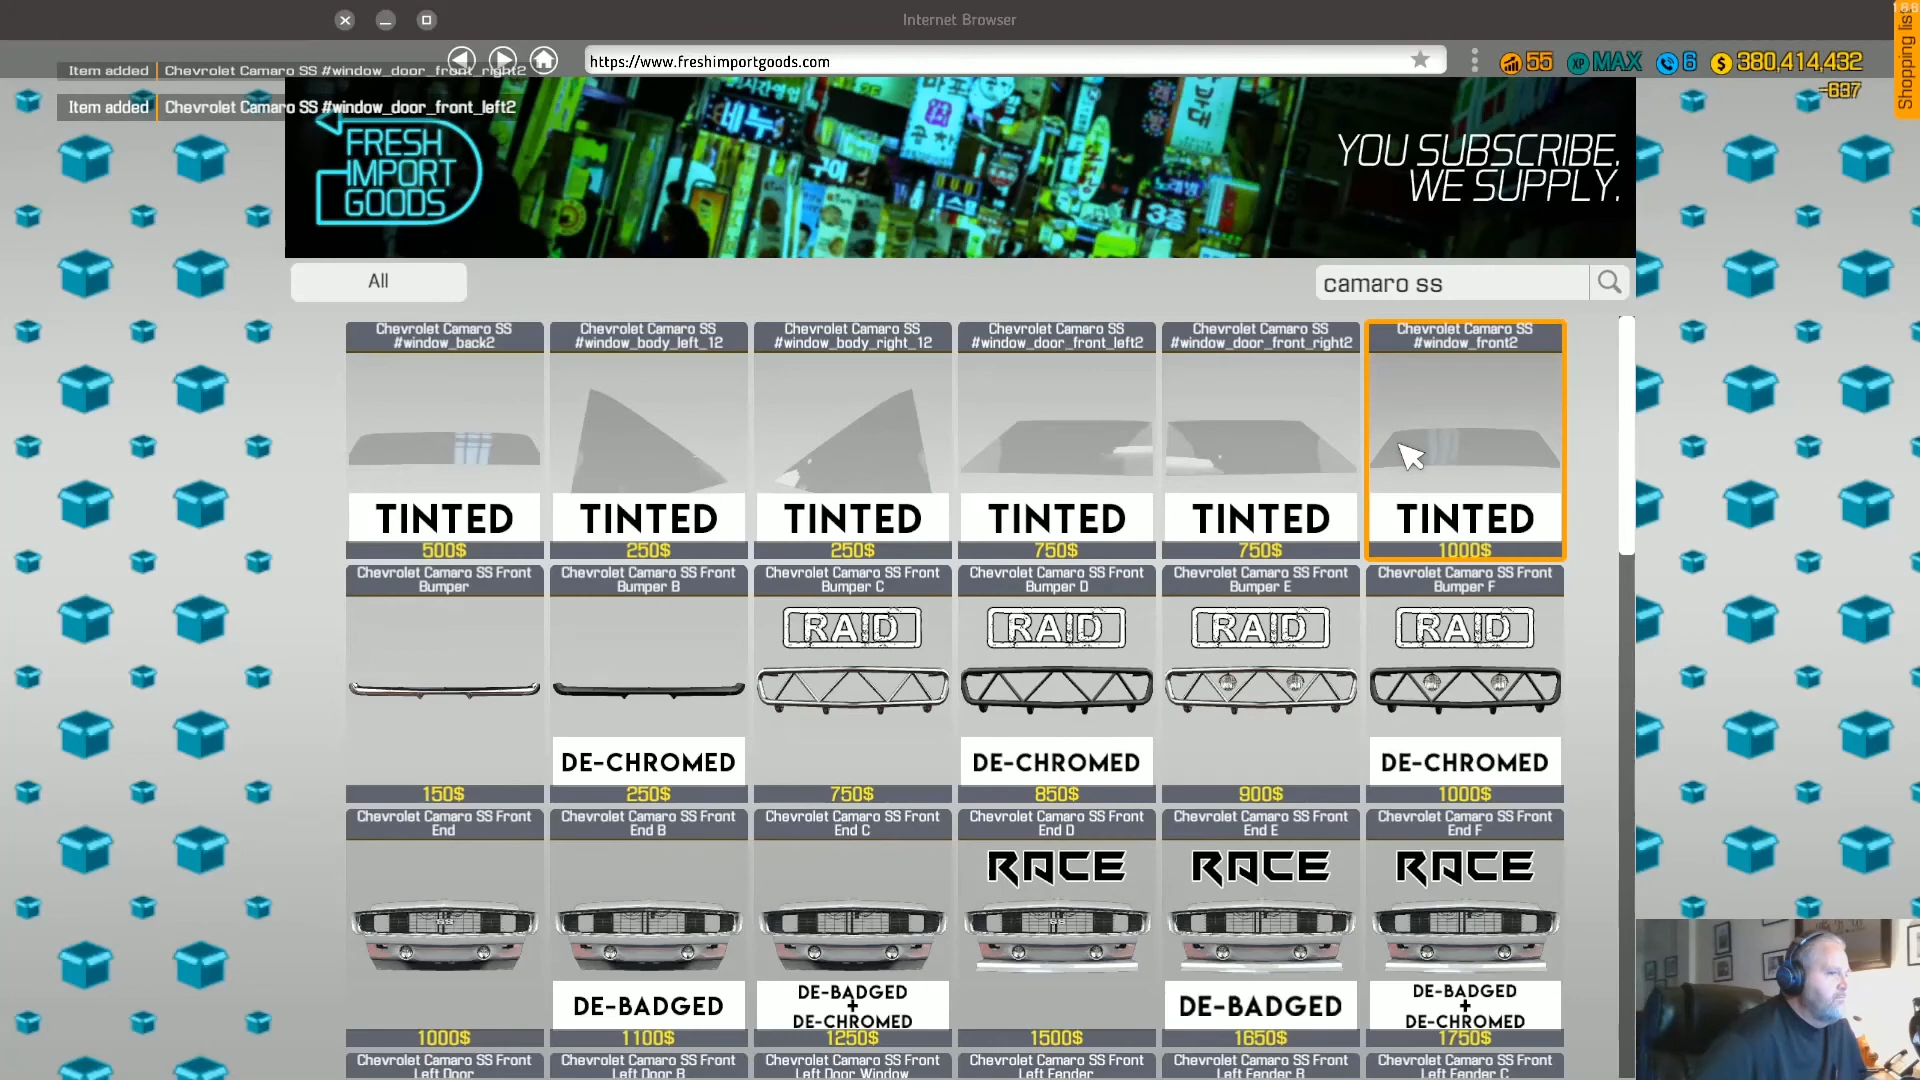 Internet Browser
https://www.freshimportgoods.com
55 MAX 6 $ 380,414,432
-637
Shopping list
Item added Chevrolet Camaro SS #window_door_front_right2
Item added Chevrolet Camaro SS #window_door_front_left2
FRESH
IMPORT
GOODS
YOU SUBSCRIBE.
WE SUPPLY.
All
camaro ss
Chevrolet Camaro SS
#window_back2
Chevrolet Camaro SS
#window_body_left_12
Chevrolet Camaro SS
#window_body_right_12
Chevrolet Camaro SS
#window_door_front_left2
Chevrolet Camaro SS
#window_door_front_right2
Chevrolet Camaro SS
#window_front2
TINTED
TINTED
TINTED
TINTED
TINTED
TINTED
500$
250$
250$
750$
750$
1000$
Chevrolet Camaro SS Front
Bumper
Chevrolet Camaro SS Front
Bumper B
Chevrolet Camaro SS Front
Bumper C
Chevrolet Camaro SS Front
Bumper D
Chevrolet Camaro SS Front
Bumper E
Chevrolet Camaro SS Front
Bumper F
RAID
RAID
RAID
RAID
DE-CHROMED
DE-CHROMED
DE-CHROMED
150$
250$
750$
850$
900$
1000$
Chevrolet Camaro SS Front
End
Chevrolet Camaro SS Front
End B
Chevrolet Camaro SS Front
End C
Chevrolet Camaro SS Front
End D
Chevrolet Camaro SS Front
End E
Chevrolet Camaro SS Front
End F
RACE
RACE
RACE
DE-BADGED
DE-BADGED
+
DE-CHROMED
DE-BADGED
DE-BADGED
+
DE-CHROMED
1000$
1100$
1250$
1500$
1650$
1750$
Chevrolet Camaro SS Front
Left Door
Chevrolet Camaro SS Front
Left Door B
Chevrolet Camaro SS Front
Left Door Window
Chevrolet Camaro SS Front
Left Fender
Chevrolet Camaro SS Front
Left Fender B
Chevrolet Camaro SS Front
Left Fender C